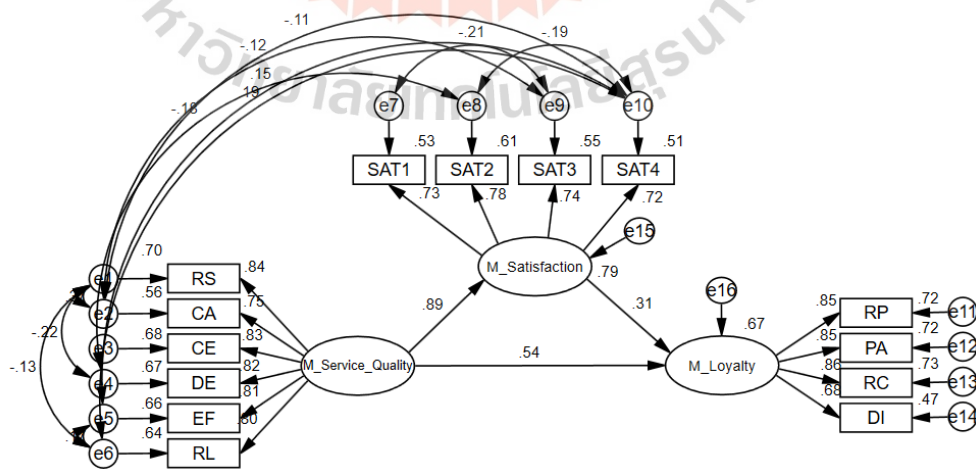 -.11
-.12
-.21
-.19
.15
.19
-.18
e7
e8
e9
e10
.53
.61
.55
.51
SAT1
SAT2
SAT3
SAT4
.73
.78
.74
.72
e15
M_Satisfaction
.79
.70
e1
RS
.84
.56
e2
CA
.75
.89
.31
e16
-.22
.68
e3
CE
.83
.67
.85
RP
.72
e11
-.13
.67
e4
DE
.82
M_Service_Quality
.54
M_Loyalty
.85
PA
.72
e12
.66
e5
EF
.81
.86
RC
.73
e13
.64
e6
RL
.80
.68
DI
.47
e14